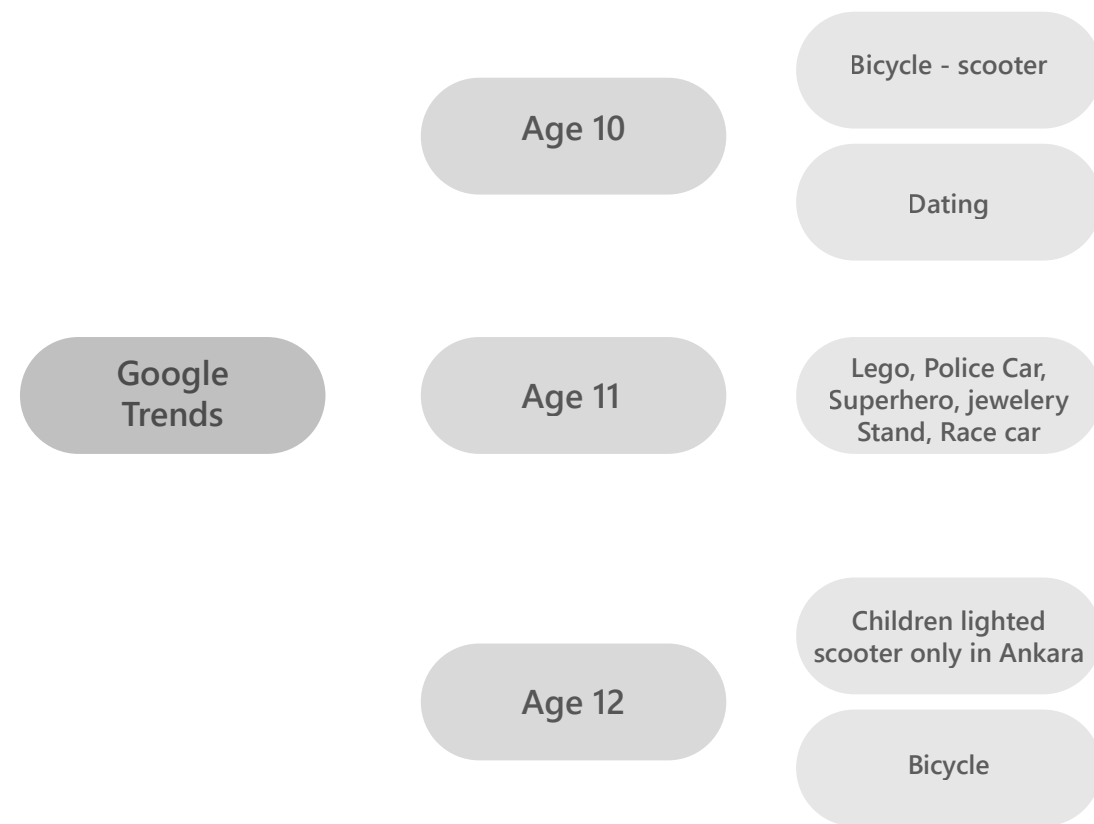 Google
Trends
Age 10
Bicycle - scooter
Dating
Age 11
Lego, Police Car,
Superhero, jewelery
Stand, Race car
Age 12
Children lighted
scooter only in Ankara
Bicycle